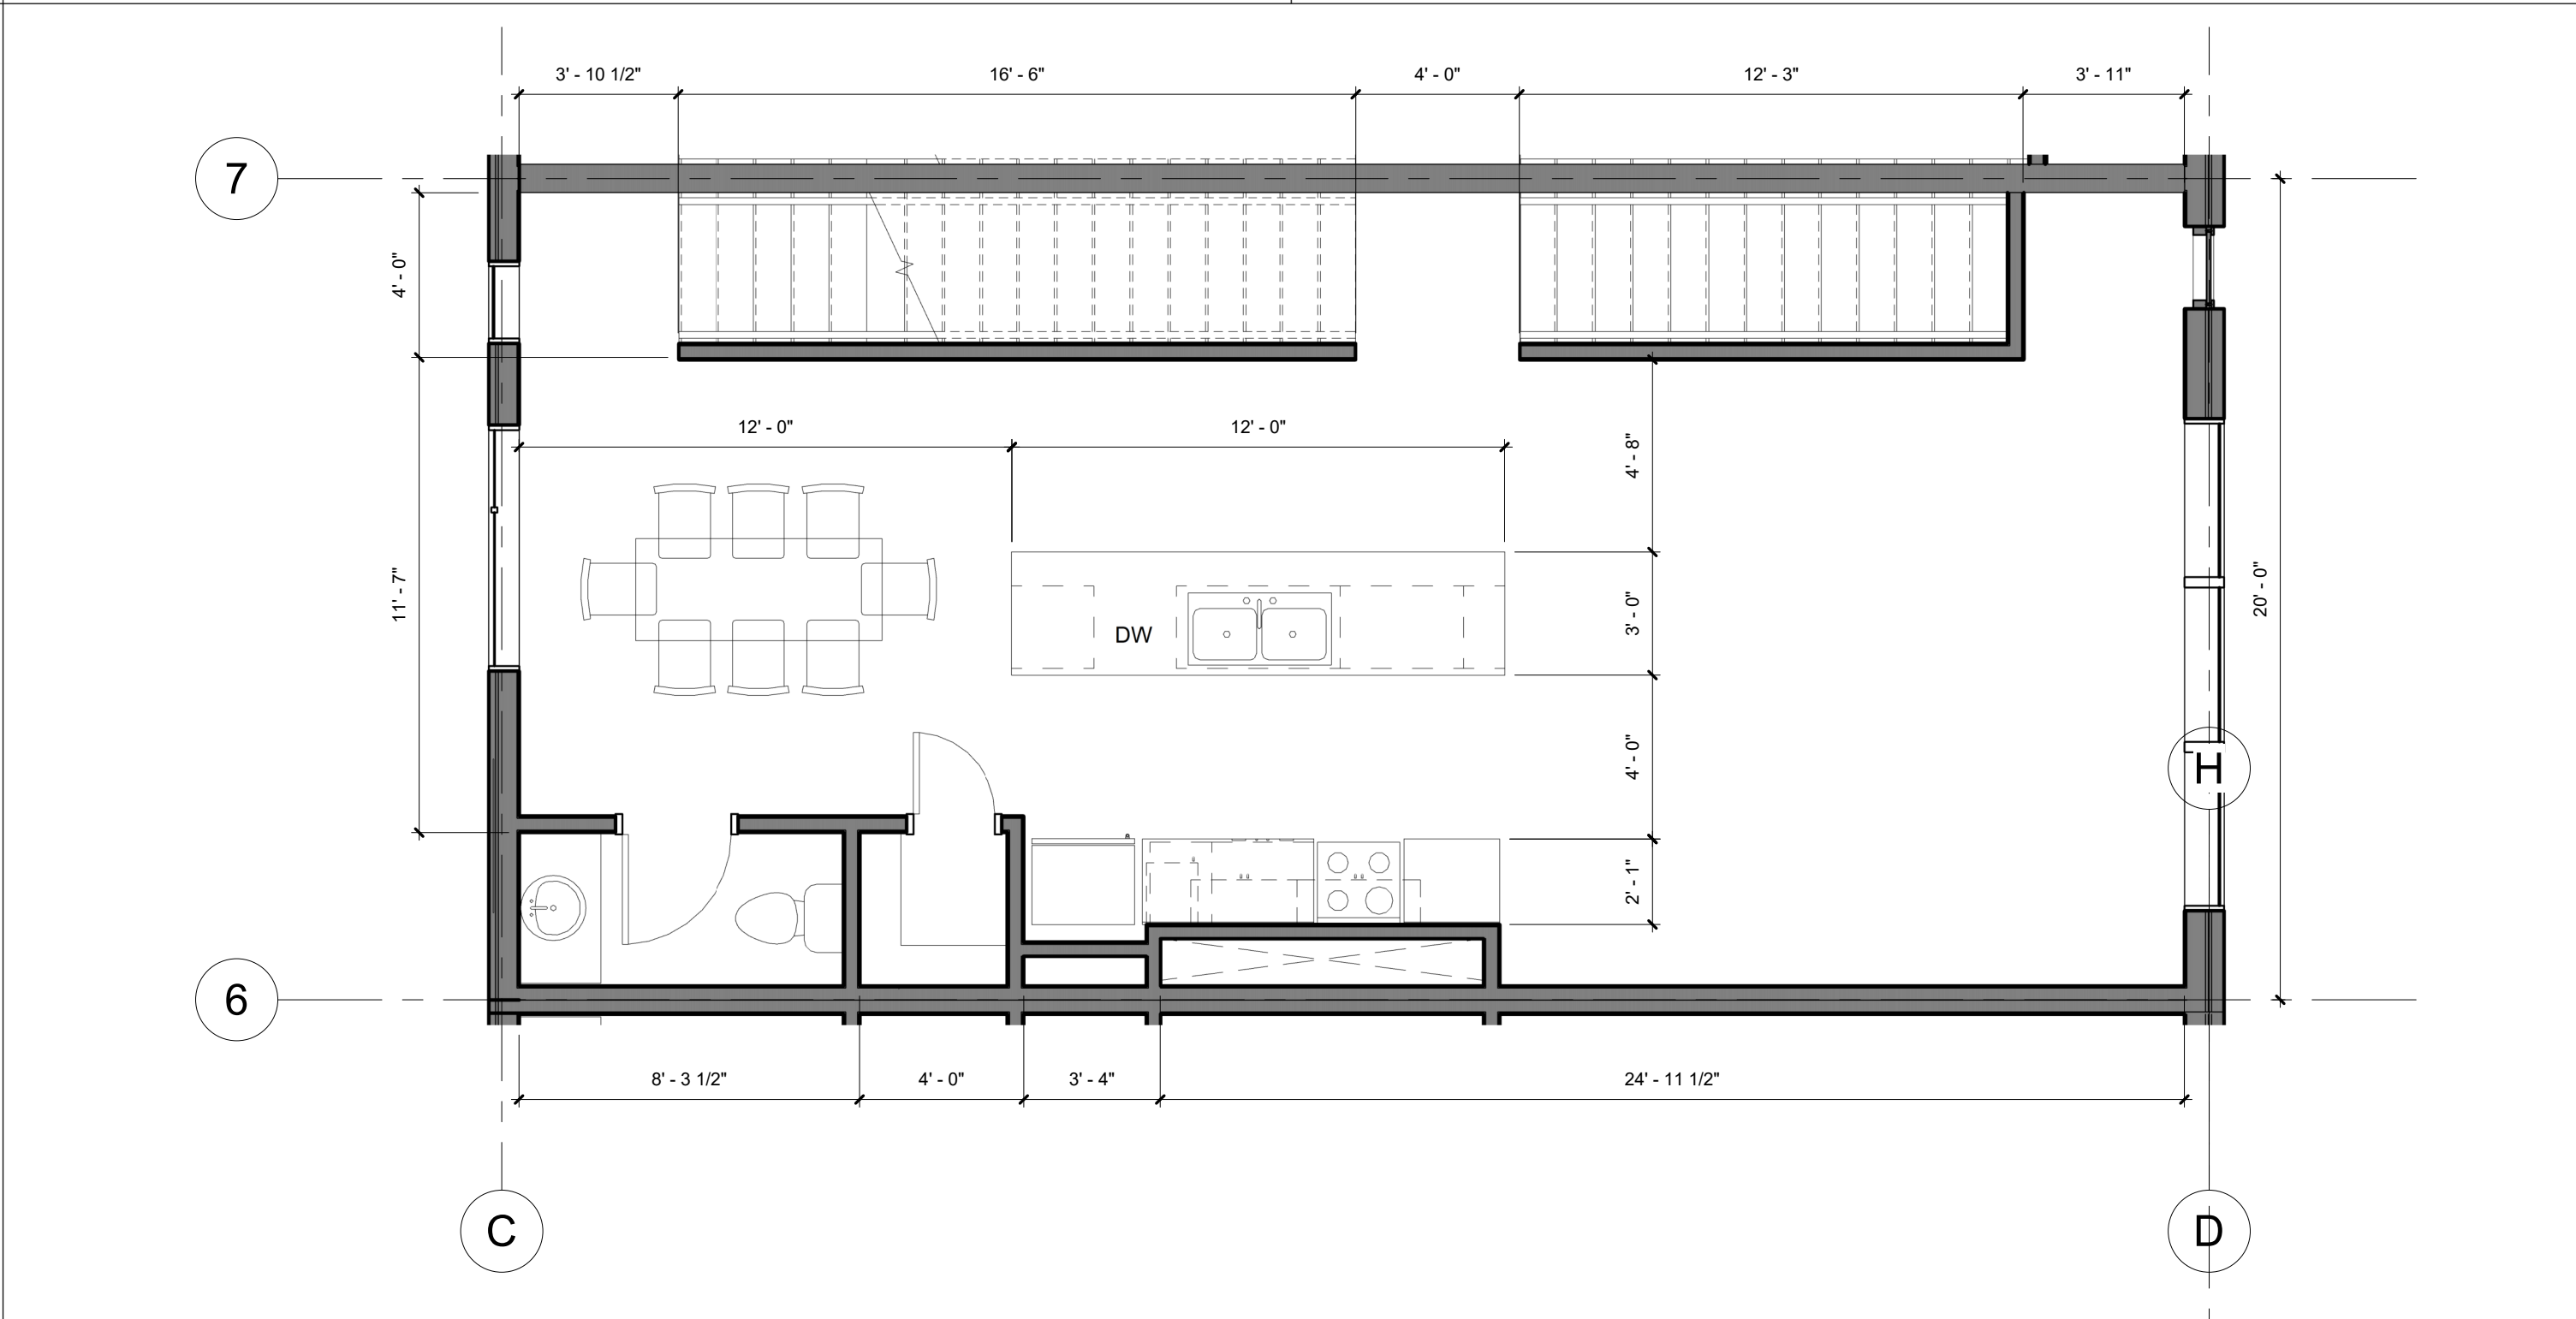 3' - 10 1/2"
16' - 6"
4' - 0"
12' - 3"
3' - 11"
7
4' - 0"
12' - 0"
12' - 0"
4' - 8"
11' - 7"
3' - 0"
20' - 0"
DW
4' - 0"
H
2' - 1"
6
8' - 3 1/2"
4' - 0"
3' - 4"
24' - 11 1/2"
C
D